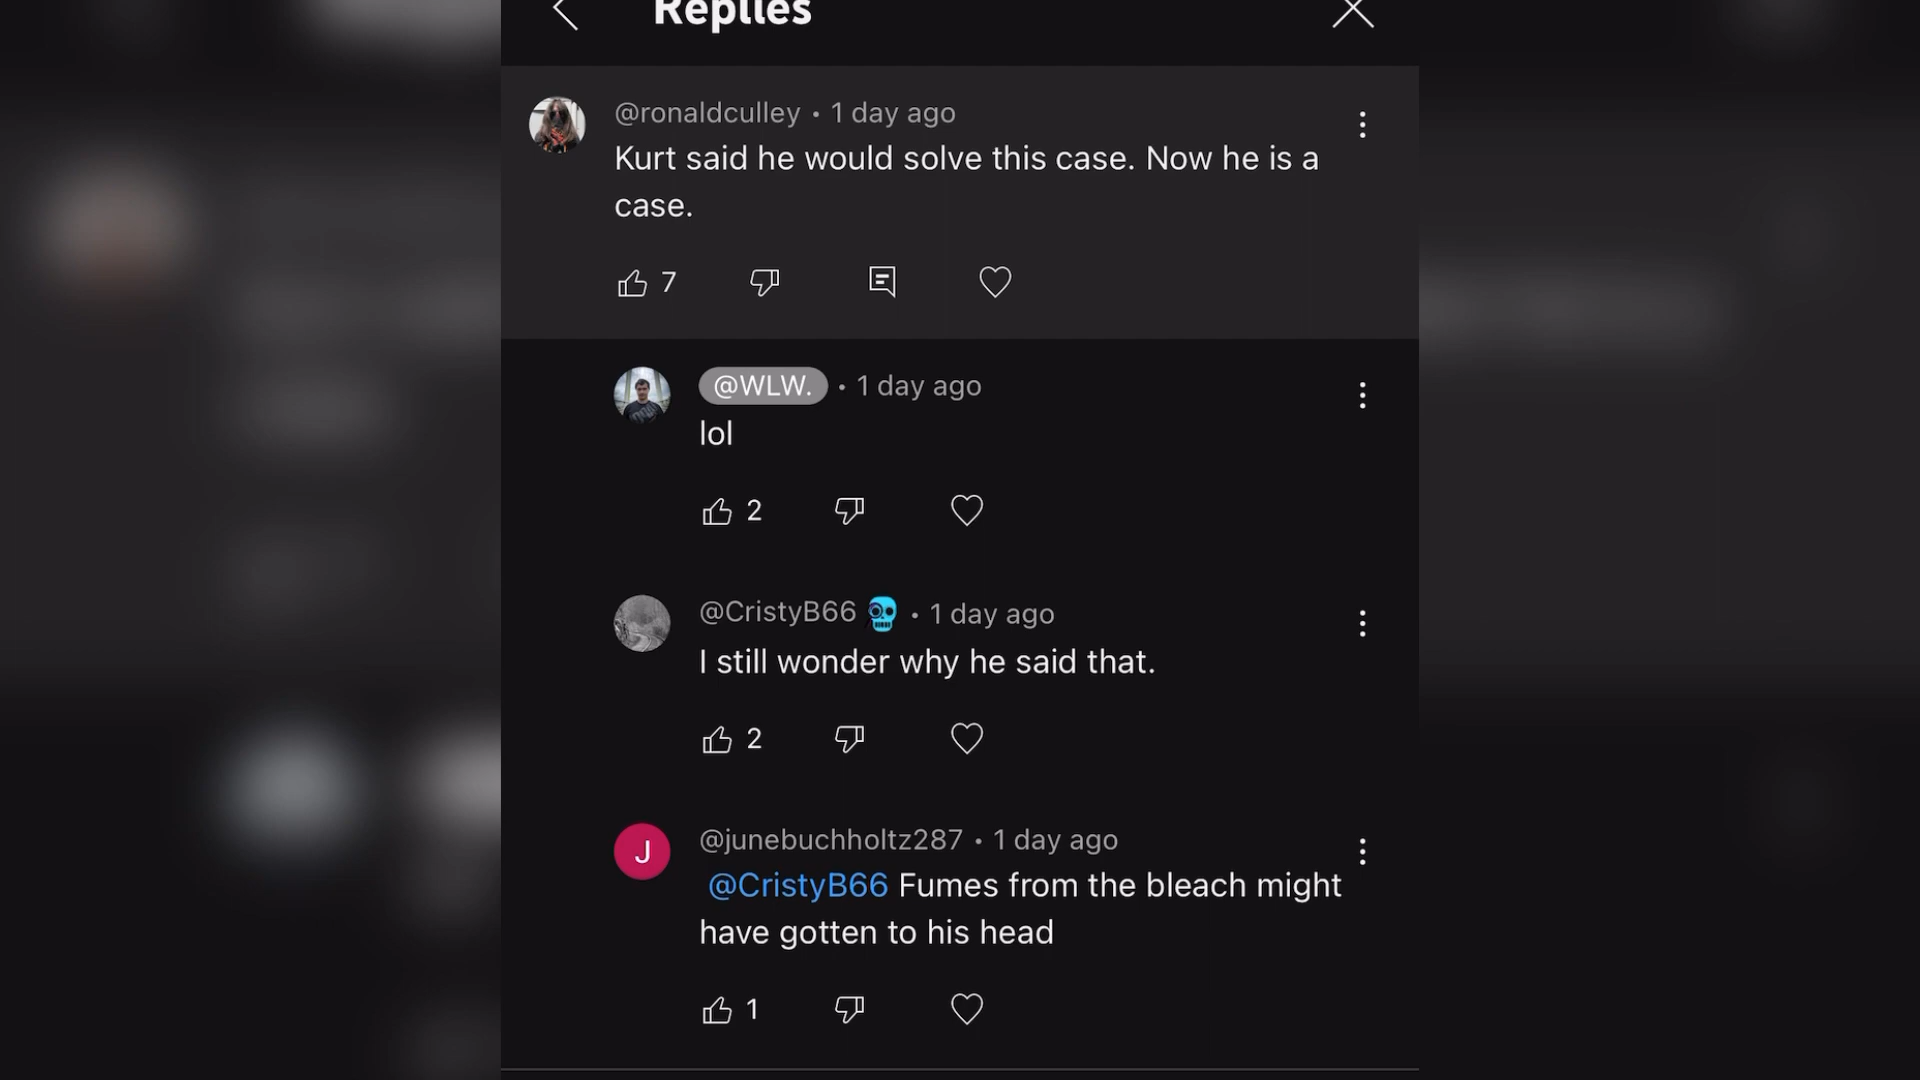 Replies
@ronaldculley • 1 day ago
Kurt said he would solve this case. Now he is a
case.
7
@WLW. • 1 day ago
lol
2
@CristyB66 • 1 day ago
I still wonder why he said that.
2
J
@junebuchholtz287 • 1 day ago
@CristyB66 Fumes from the bleach might
have gotten to his head
1